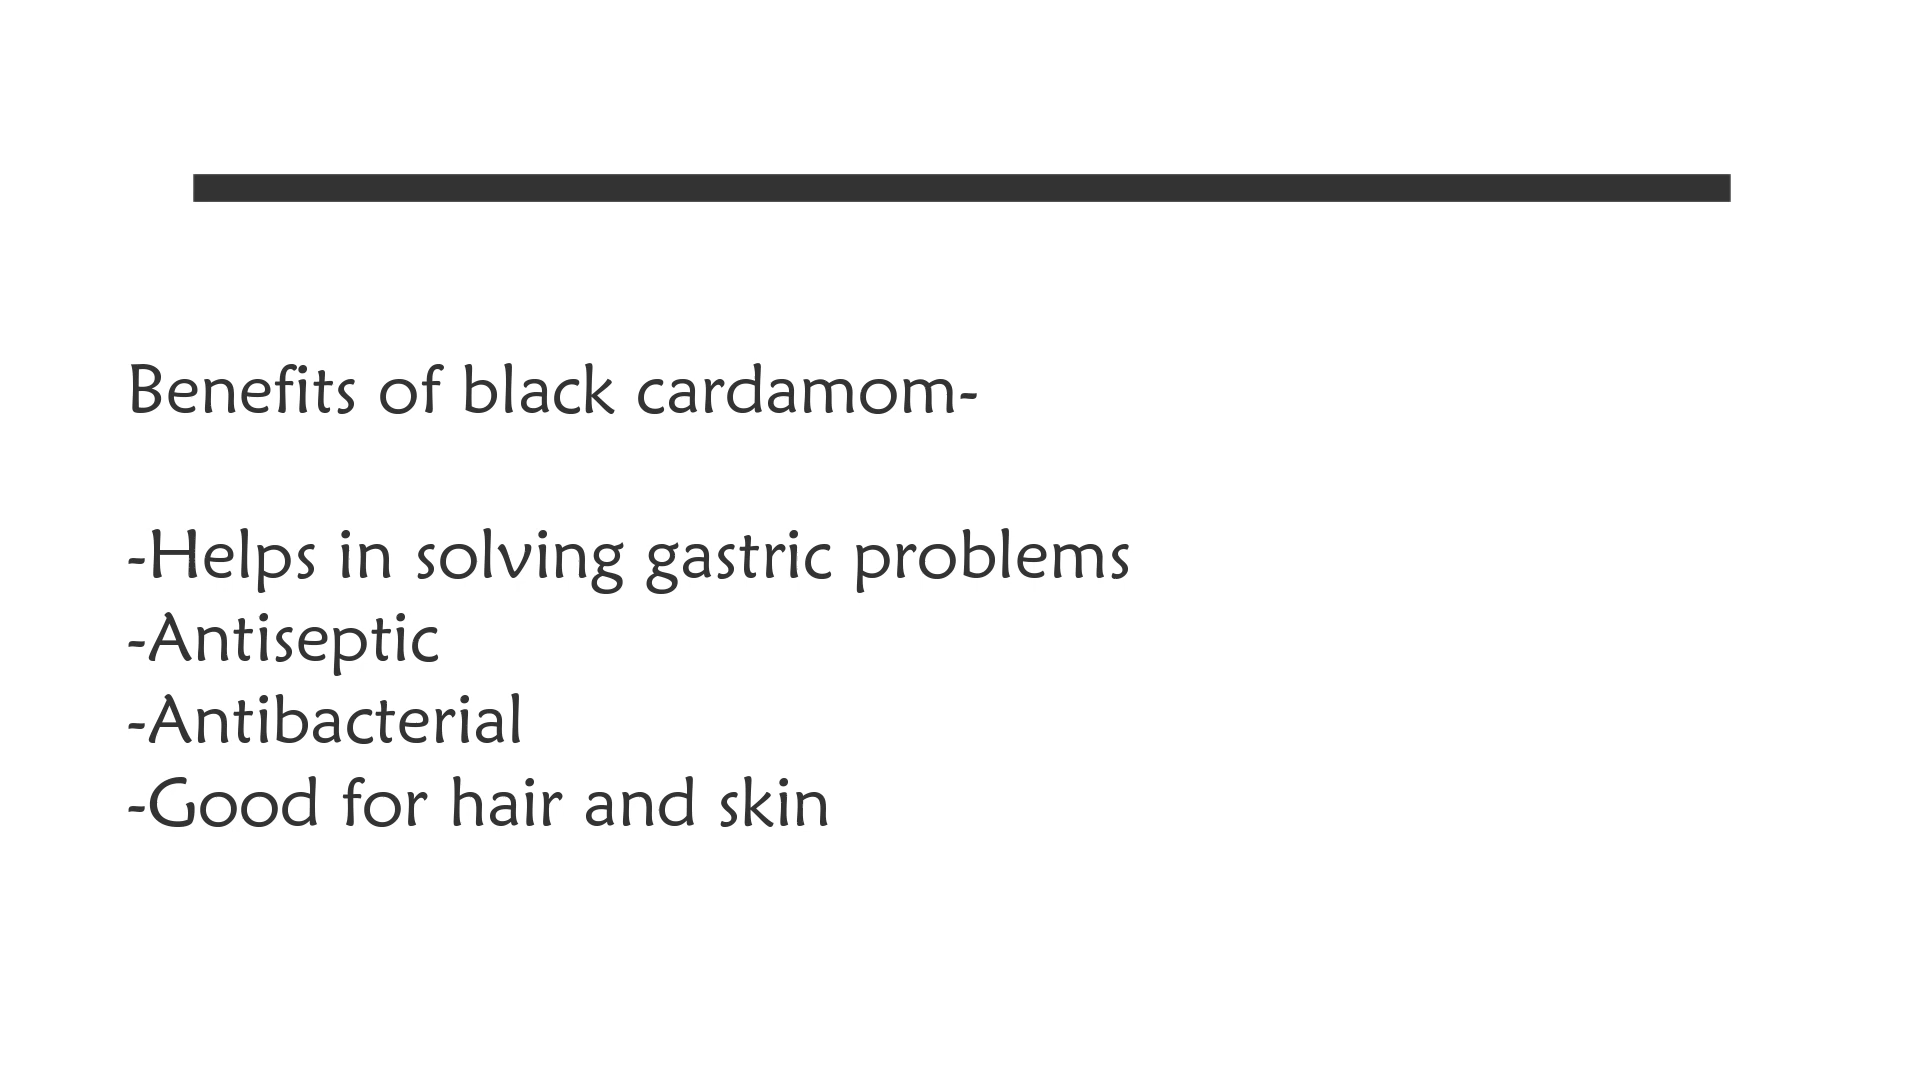 Benefits of black cardamom-
-Helps in solving gastric problems
-Antiseptic
-Antibacterial
-Good for hair and skin